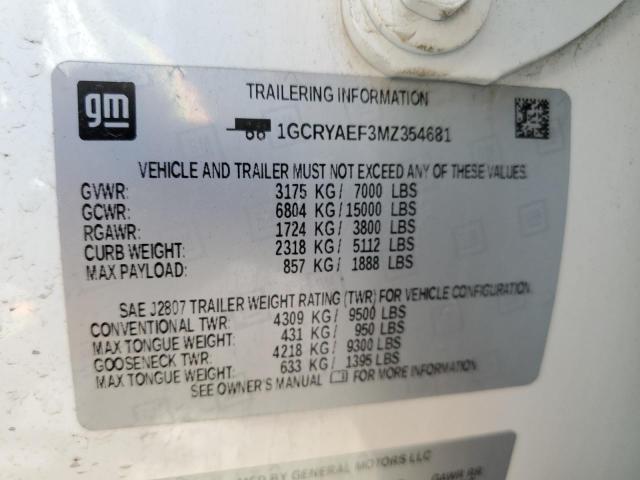 gm
TRAILERING INFORMATION
1GCRYAEF3MZ354681
VEHICLE AND TRAILER MUST NOT EXCEED ANY OF THESE VALUES.
GVWR: 3175 KG/ 7000 LBS
GCWR: 6804 KG/15000 LBS
RGAWR: 1724 KG/ 3800 LBS
CURB WEIGHT: 2318 KG/ 5112 LBS
MAX PAYLOAD: 857 KG/ 1888 LBS
SAE J2807 TRAILER WEIGHT RATING (TWR) FOR VEHICLE CONFIGURATION.
CONVENTIONAL TWR: 4309 KG/ 9500 LBS
MAX TONGUE WEIGHT: 431 KG/ 950 LBS
GOOSENECK TWR: 4218 KG/ 9300 LBS
MAX TONGUE WEIGHT: 633 KG/ 1395 LBS
SEE OWNER'S MANUAL FOR MORE INFORMATION.
MFD BY GENERAL MOTORS LLC
GAWR RR